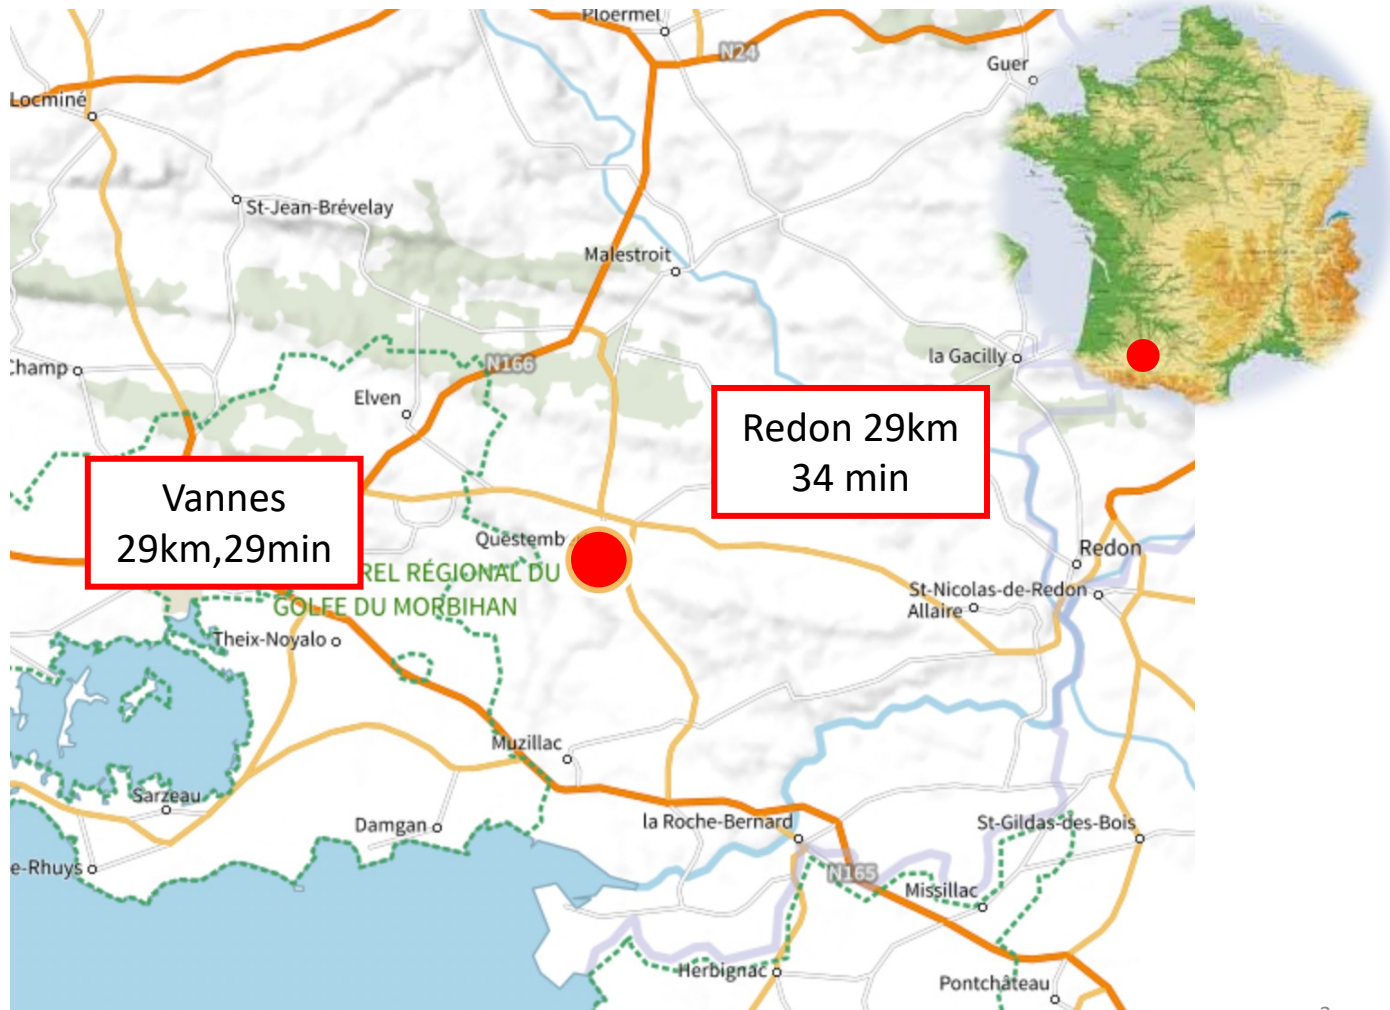 Ploërmel
N24
Guer
Locminé
St-Jean-Brévelay
Malestroit
la Gacilly
N166
Champ
Elven
Redon 29km
34 min
Vannes
29km,29min
Questemb
Redon
REL RÉGIONAL DU
GOLFE DU MORBIHAN
St-Nicolas-de-Redon
Allaire
Theix-Noyalo
Muzillac
Sarzeau
Damgan
la Roche-Bernard
St-Gildas-des-Bois
e-Rhuys
N165
Missillac
Herbignac
Pontchâteau